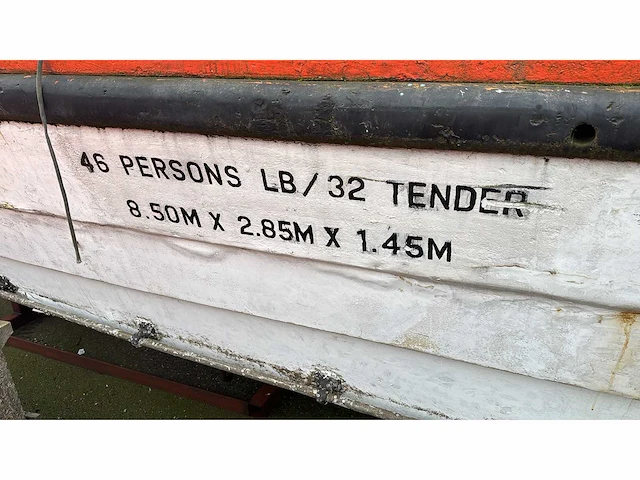 46 PERSONS LB/32 TENDER
8.50M X 2.85M X 1.45M